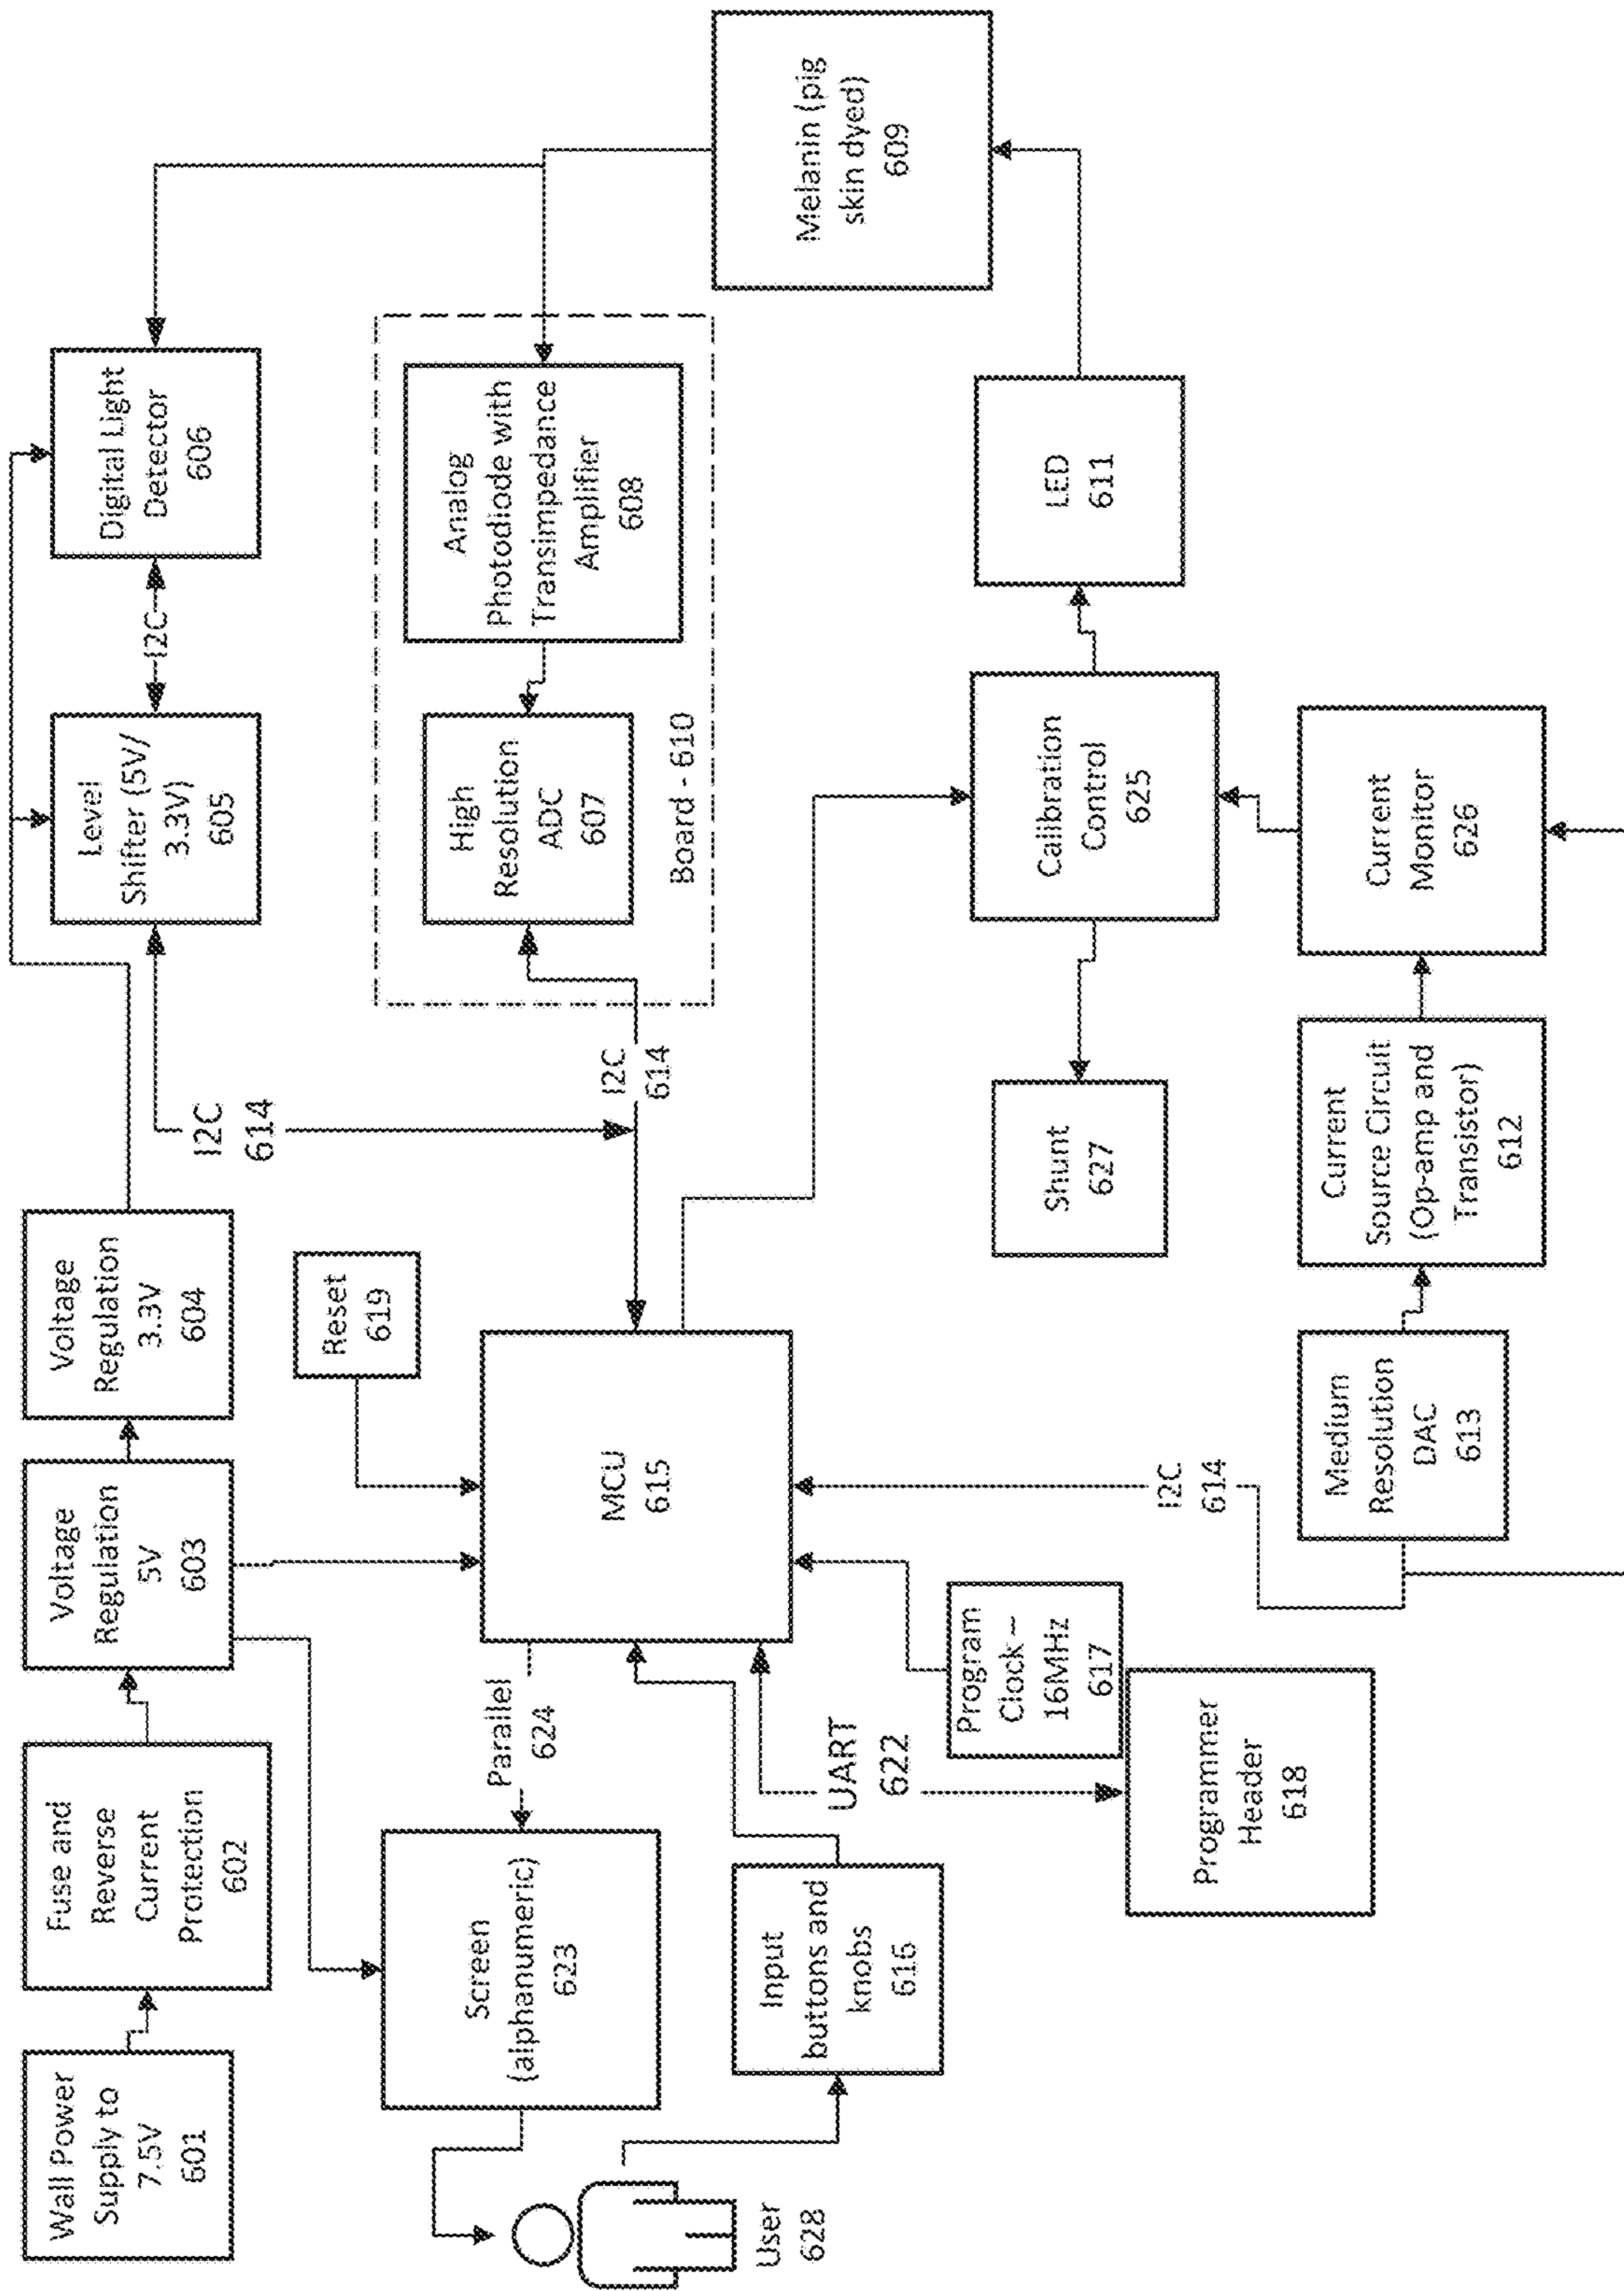 Wall Power
Supply to
7.5V
601
Fuse and
Reverse
Current
Protection
602
Voltage
Regulation
5V
603
Voltage
Regulation
3.3V
604
Level
Shifter (5V/
3.3V)
605
I2C
Digital Light
Detector
606
I2C
614
Reset
619
High
Resolution
ADC
607
Analog
Photodiode with
Transimpedance
Amplifier
608
Board - 610
I2C
614
Screen
(alphanumeric)
623
Parallel
624
MCU
615
Melanin (pig
skin dyed)
609
User
628
Input
buttons and
knobs
616
UART
622
Program
Clock –
16MHz
617
Programmer
Header
618
I2C
614
Shunt
627
Calibration
Control
625
LED
611
Medium
Resolution
DAC
613
Current
Source Circuit
(Op-amp and
Transistor)
612
Current
Monitor
626